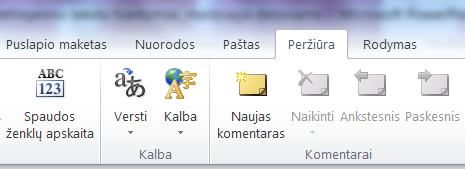 Puslapio maketas Nuorodos Paštas Peržiūra Rodymas
ABC
123
Spaudos
ženklų apskaita
Versti
Kalba
Naujas
komentaras
Naikinti
Ankstesnis
Paskesnis
Kalba
Komentarai